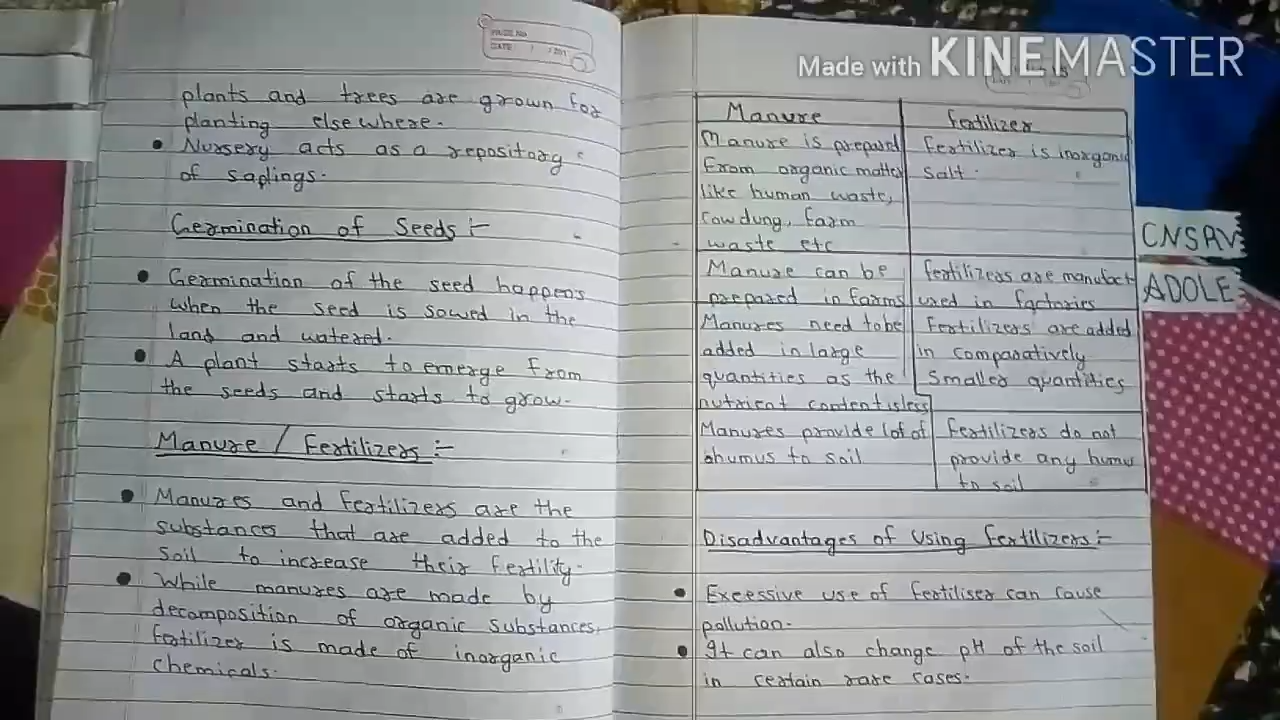 PAGE NO
DATE / /201
plants and trees are grown for
planting elsewhere.
• Nursery acts as a repository
of saplings.
Germination of Seeds :-
• Germination of the seed happens
when the seed is sowed in the
land and watered.
• A plant starts to emerge from
the seeds and starts to grow.
Manure / Fertilizers :-
• Manures and fertilizers are the
substances that are added to the
soil to increase their fertility.
• While manures are made by
decomposition of organic substances,
fertilizer is made of inorganic
chemicals.
Made with KINEMASTER
Manure
Manure is prepared
from organic matter
like human waste,
cowdung, farm
waste etc
fertilizer
Fertilizer is inorganic
salt.
Manure can be
prepared in farms
fertilizers are manufact
ured in factories
Manures need to be
added in large
quantities as the
nutrient content is less
Fertilizers are added
in comparatively
smaller quantities
Manures provide lot of
humus to soil
Fertilizers do not
provide any humus
to soil
Disadvantages of Using Fertilizers :-
• Excessive use of fertiliser can cause
pollution.
• It can also change pH of the soil
in certain rare cases.
CNSRV
ADOLE